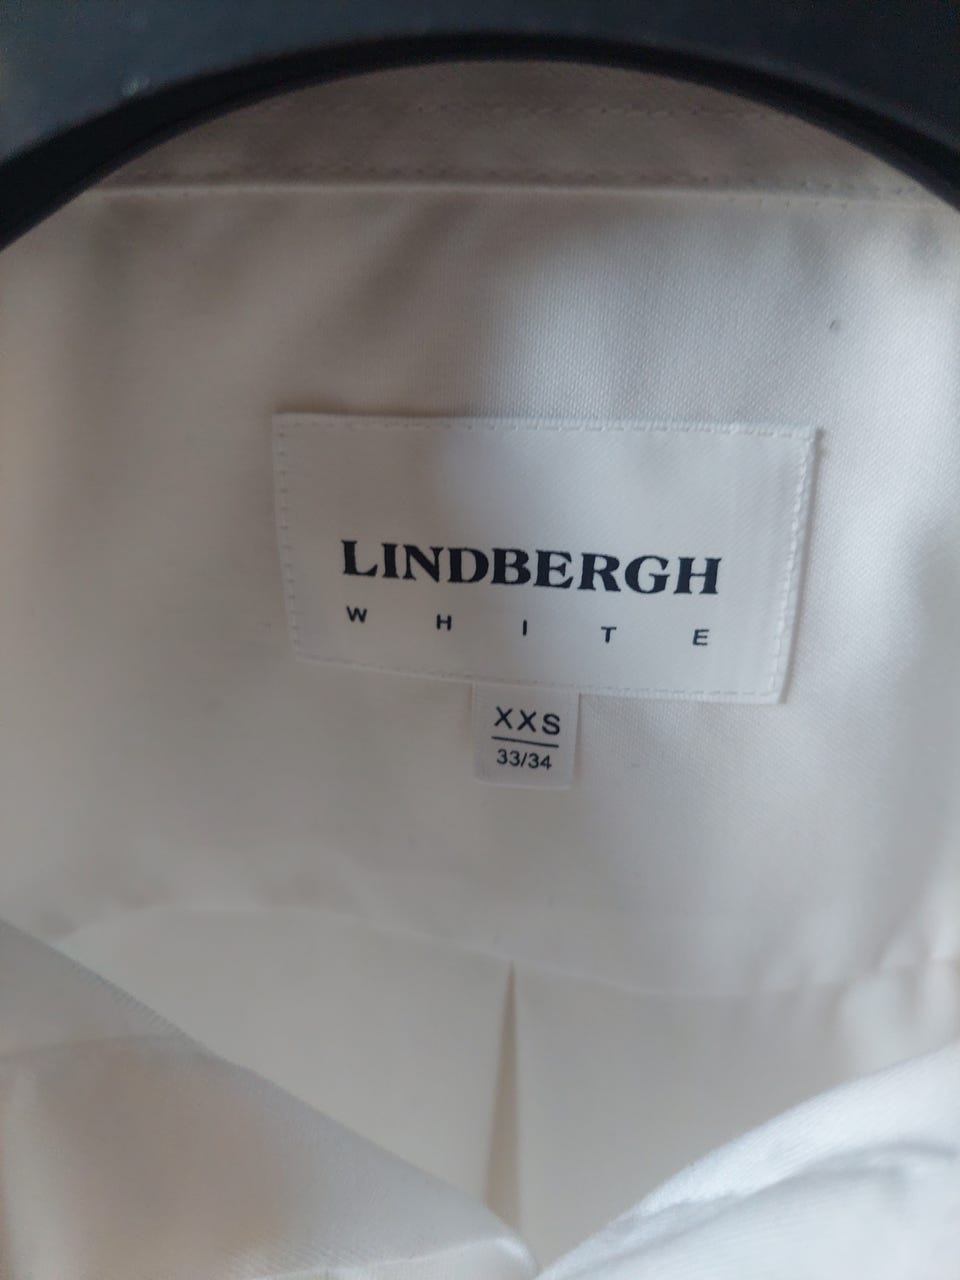 LINDBERGH
WHITE
XXS
33/34